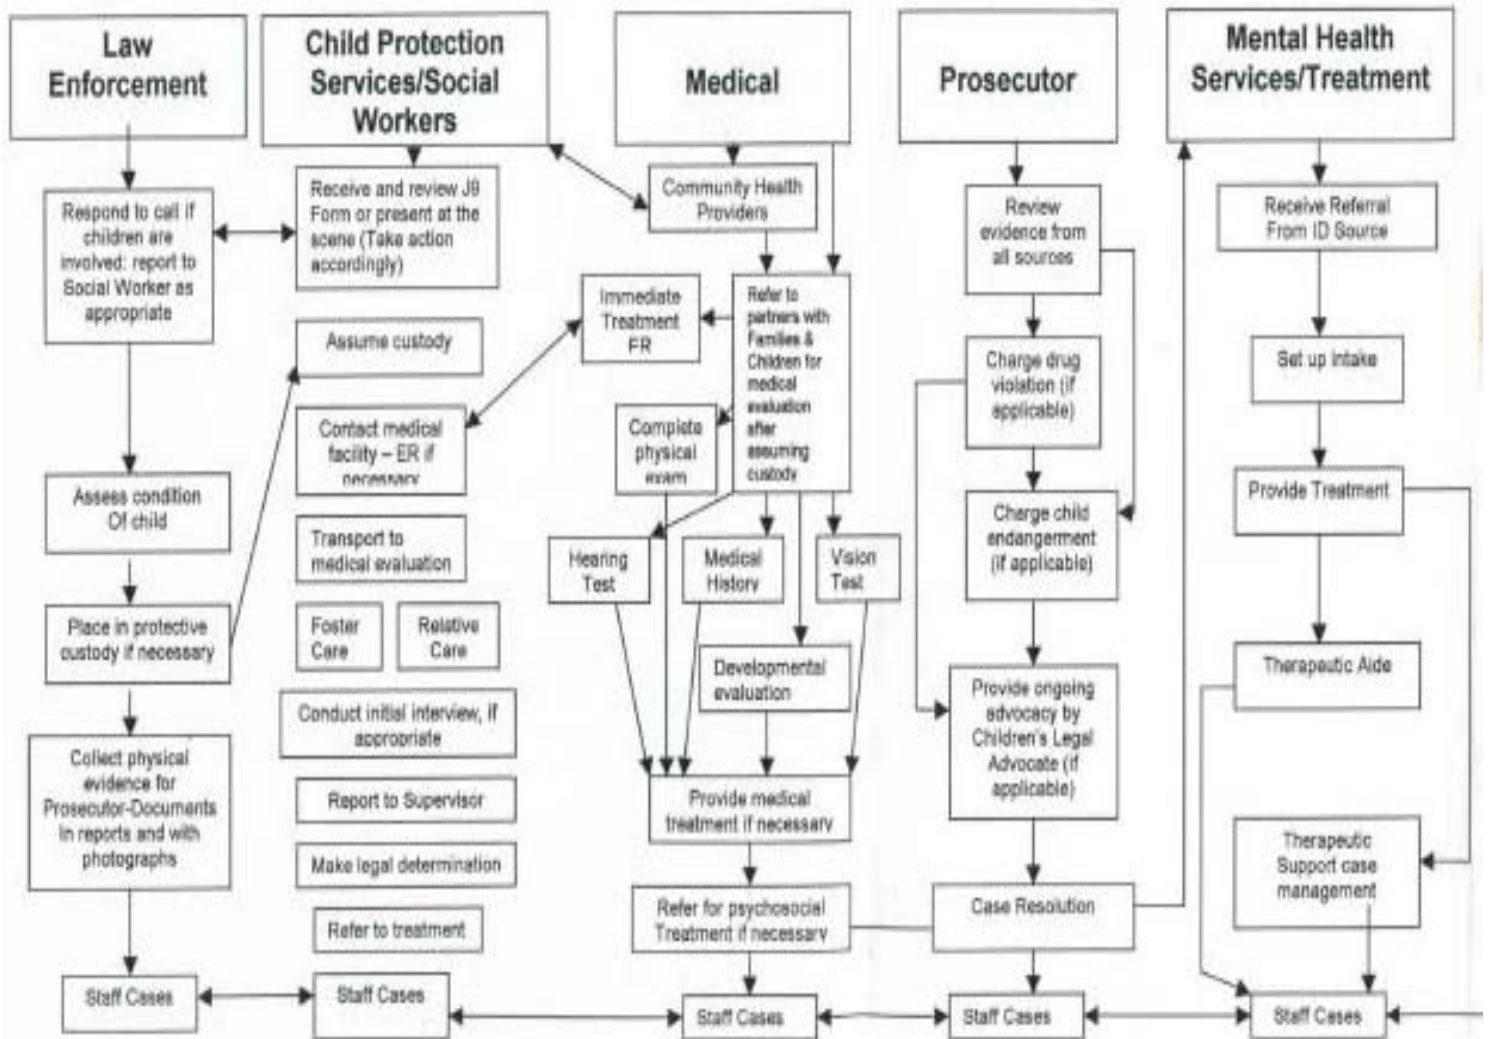 Law
Enforcement
Child Protection
Services/Social
Workers
Medical
Prosecutor
Mental Health
Services/Treatment
Respond to call if
children are
involved: report to
Social Worker as
appropriate
Assess condition
Of child
Place in protective
custody if necessary
Collect physical
evidence for
Prosecutor-Documents
In reports and with
photographs
Staff Cases
Receive and review J9
Form or present at the
scene (Take action
accordingly)
Assume custody
Contact medical
facility – ER if
necessary
Transport to
medical evaluation
Foster
Care
Relative
Care
Conduct initial interview, if
appropriate
Report to Supervisor
Make legal determination
Refer to treatment
Staff Cases
Community Health
Providers
Immediate
Treatment
Refer to
partners with
Families &
Children for
medical
evaluation
after
assuming
custody
Complete
physical
exam
Hearing
Test
Medical
History
Vision
Test
Developmental
evaluation
Provide medical
treatment if necessary
Refer for psychosocial
Treatment if necessary
Staff Cases
Review
evidence from
all sources
Charge drug
violation (if
applicable)
Charge child
endangerment
(if applicable)
Provide ongoing
advocacy by
Children's Legal
Advocate (if
applicable)
Case Resolution
Staff Cases
Receive Referral
From ID Source
Set up Intake
Provide Treatment
Therapeutic Aide
Therapeutic
Support case
management
Staff Cases